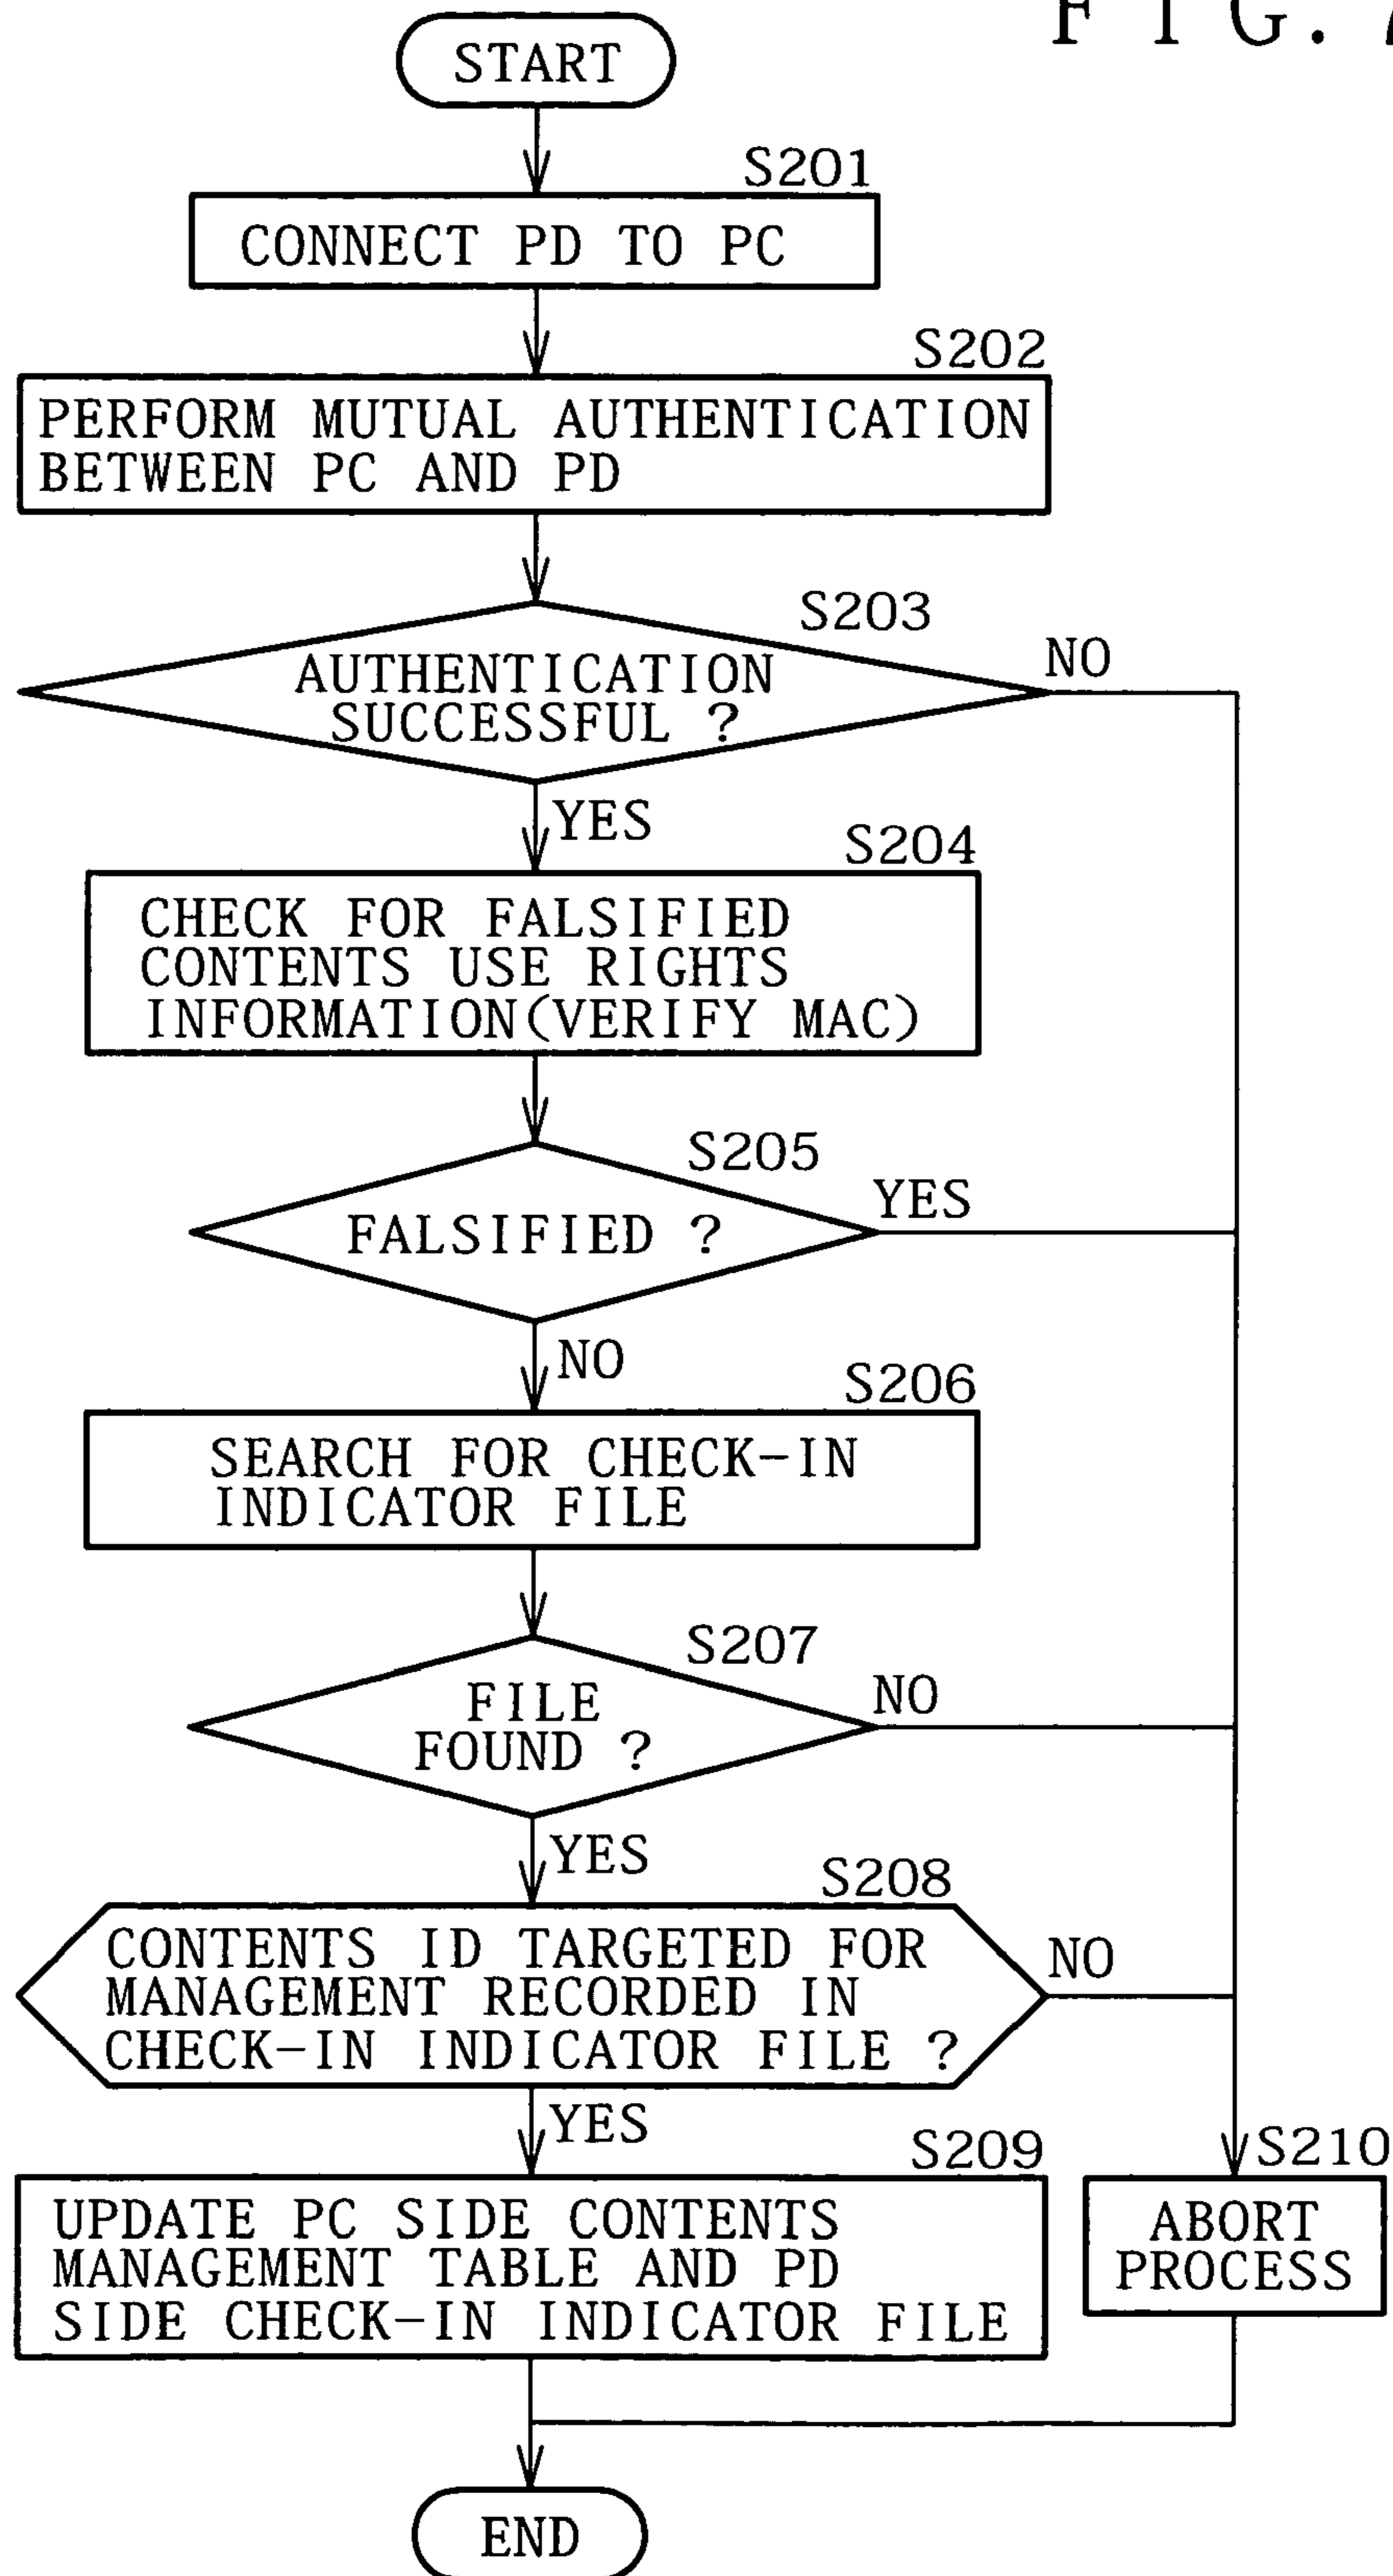 FIG.
START
S201
CONNECT PD TO PC
S202
PERFORM MUTUAL AUTHENTICATION
BETWEEN PC AND PD
S203
AUTHENTICATION
SUCCESSFUL ?
NO
YES
S204
CHECK FOR FALSIFIED
CONTENTS USE RIGHTS
INFORMATION(VERIFY MAC)
S205
FALSIFIED ?
YES
NO
S206
SEARCH FOR CHECK-IN
INDICATOR FILE
S207
FILE
FOUND ?
NO
YES
S208
CONTENTS ID TARGETED FOR
MANAGEMENT RECORDED IN
CHECK-IN INDICATOR FILE ?
NO
YES
S209
UPDATE PC SIDE CONTENTS
MANAGEMENT TABLE AND PD
SIDE CHECK-IN INDICATOR FILE
S210
ABORT
PROCESS
END